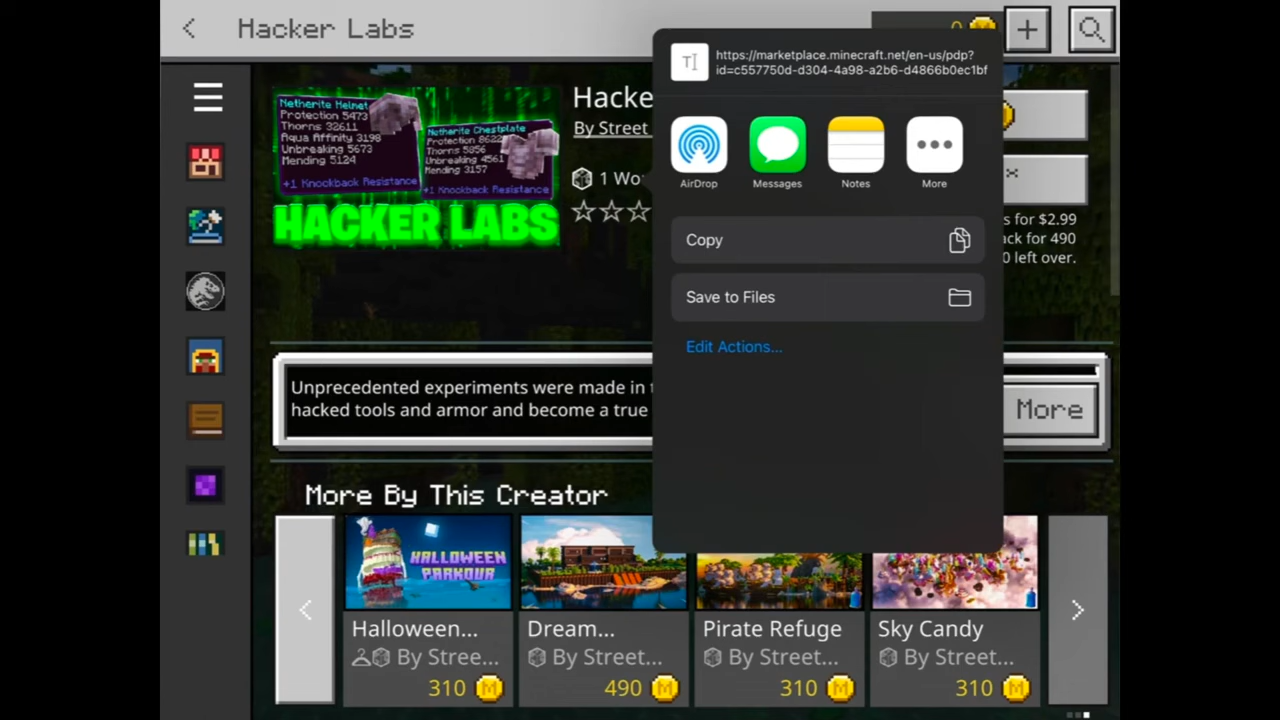 Hacker Labs
0
https://marketplace.minecraft.net/en-us/pdp?
id=c557750d-d304-4a98-a2b6-d4866b0ec1bf
Netherite Helmet
Protection 5473
Thorns 32611
Aqua Affinity 3198
Unbreaking 5673
Mending 5124
+1 Knockback Resistance
Netherite Chestplate
Protection 8622
Thorns 5856
Unbreaking 4561
Mending 3157
+1 Knockback Resistance
HACKER LABS
Hacke
By Street
1 Wo
AirDrop
Messages
Notes
More
Copy
Save to Files
Edit Actions...
s for $2.99
ack for 490
0 left over.
Unprecedented experiments were made in t
hacked tools and armor and become a true
More
More By This Creator
HALLOWEEN
PARKOUR
Halloween...
By Stree...
310
Dream...
By Street...
490
Pirate Refuge
By Street...
310
Sky Candy
By Street...
310